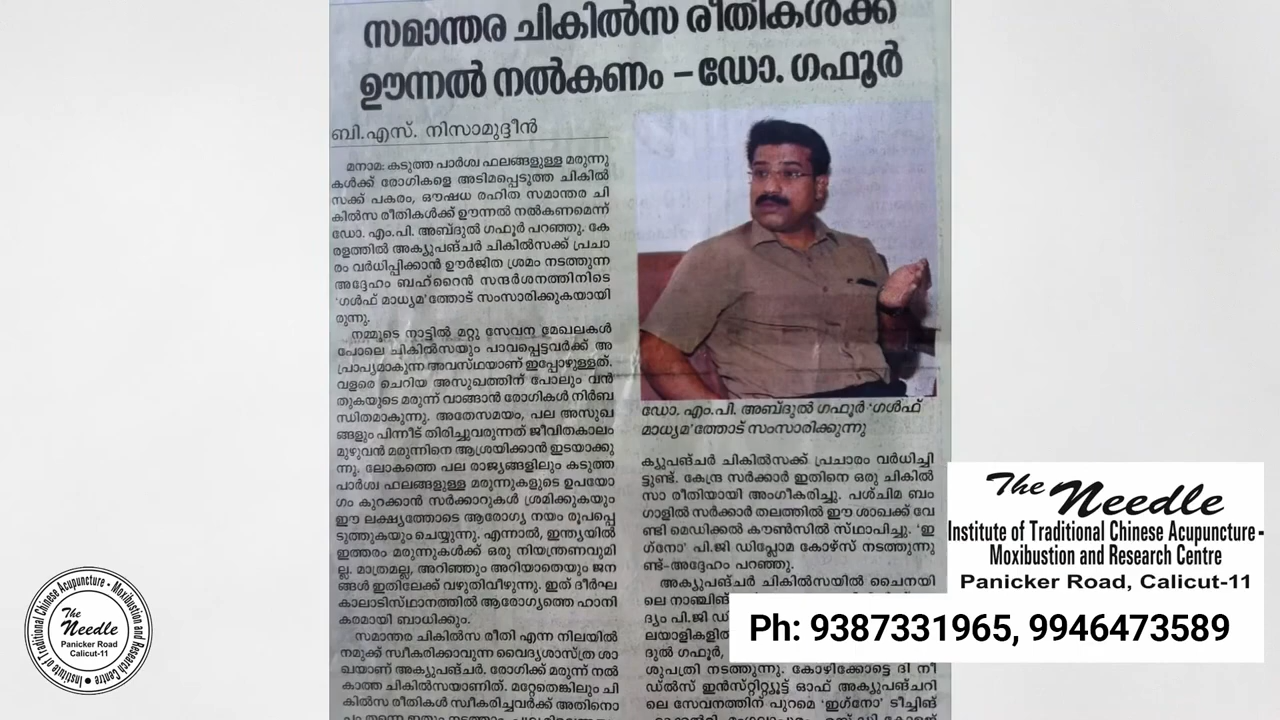 സമാന്തര ചികിൽസ രീതികൾക്ക്
ഊന്നൽ നൽകണം –ഡോ. ഗഫൂർ
ബി.എസ്. നിസാമുദ്ദീൻ
മനാമ: കടുത്ത പാർശ്വ ഫലങ്ങളുള്ള മരുന്നു
കൾക്ക് രോഗികളെ അടിമപ്പെടുത്ത ചികിൽ
സക്ക് പകരം, ഔഷധ രഹിത സമാന്തര ചി
കിൽസ രീതികൾക്ക് ഊന്നൽ നൽകണമെന്ന്
ഡോ. എം.പി. അബ്ദുൽ ഗഫൂർ പറഞ്ഞു. കേ
രളത്തിൽ അക്യുപങ്ചർ ചികിൽസക്ക് പ്രചാ
രം വർധിപ്പിക്കാൻ ഊർജിത ശ്രമം നടത്തുന്ന
അദ്ദേഹം ബഹ്റൈൻ സന്ദർശനത്തിനിടെ
‘ഗൾഫ് മാധ്യമ’ത്തോട് സംസാരിക്കുകയായി
രുന്നു.
നമ്മുടെ നാട്ടിൽ മറ്റു സേവന മേഖലകൾ
പോലെ ചികിൽസയും പാവപ്പെട്ടവർക്ക് അ
പ്രാപ്യമാകുന്ന അവസ്ഥയാണ് ഇപ്പോഴുള്ളത്.
വളരെ ചെറിയ അസുഖത്തിന് പോലും വൻ
തുകയുടെ മരുന്ന് വാങ്ങാൻ രോഗികൾ നിർബ
ന്ധിതമാകുന്നു. അതേസമയം, പല അസുഖ
ങ്ങളും പിന്നീട് തിരിച്ചുവരുന്നത് ജീവിതകാലം
മുഴുവൻ മരുന്നിനെ ആശ്രയിക്കാൻ ഇടയാക്കു
ന്നു. ലോകത്തെ പല രാജ്യങ്ങളിലും കടുത്ത
പാർശ്വ ഫലങ്ങളുള്ള മരുന്നുകളുടെ ഉപയോ
ഗം കുറക്കാൻ സർക്കാറുകൾ ശ്രമിക്കുകയും
ഈ ലക്ഷ്യത്തോടെ ആരോഗ്യ നയം രൂപപ്പെ
ടുത്തുകയും ചെയ്യുന്നു. എന്നാൽ, ഇന്ത്യയിൽ
ഇത്തരം മരുന്നുകൾക്ക് ഒരു നിയന്ത്രണവുമി
ല്ല. മാത്രമല്ല, അറിഞ്ഞും അറിയാതെയും ജന
ങ്ങൾ ഇതിലേക്ക് വഴുതിവീഴുന്നു. ഇത് ദീർഘ
കാലാടിസ്ഥാനത്തിൽ ആരോഗ്യത്തെ ഹാനി
കരമായി ബാധിക്കും.
സമാന്തര ചികിൽസ രീതി എന്ന നിലയിൽ
നമുക്ക് സ്വീകരിക്കാവുന്ന വൈദ്യശാസ്ത്ര ശാ
ഖയാണ് അക്യുപങ്ചർ. രോഗിക്ക് മരുന്ന് നൽ
കാത്ത ചികിൽസയാണിത്. മറ്റേതെങ്കിലും ചി
കിൽസ രീതികൾ സ്വീകരിച്ചവർക്ക് അതിനൊ
ഡോ. എം.പി. അബ്ദുൽ ഗഫൂർ ‘ഗൾഫ്
മാധ്യമ’ത്തോട് സംസാരിക്കുന്നു
ക്യുപങ്ചർ ചികിൽസക്ക് പ്രചാരം വർധിച്ചി
ട്ടുണ്ട്. കേന്ദ്ര സർക്കാർ ഇതിനെ ഒരു ചികിൽ
സാ രീതിയായി അംഗീകരിച്ചു. പശ്ചിമ ബം
ഗാളിൽ സർക്കാർ തലത്തിൽ ഈ ശാഖക്ക് വേ
ണ്ടി മെഡിക്കൽ കൗൺസിൽ സ്ഥാപിച്ചു. ‘ഇ
ഗ്നോ’ പി.ജി ഡിപ്ലോമ കോഴ്സ് നടത്തുന്നു
ണ്ട്–അദ്ദേഹം പറഞ്ഞു.
അക്യുപങ്ചർ ചികിൽസയിൽ ചൈനയി
ലെ നാഞ്ചിങ്
ദ്യം പി.ജി ഡി
ലയാളികളിൽ
ദുൽ ഗഫൂർ,
ശുപത്രി നടത്തുന്നു. കോഴിക്കോട്ടെ ദി നീ
ഡ്ൽസ് ഇൻസ്റ്റിറ്റ്യൂട്ട് ഓഫ് അക്യുപങ്ചറി
ലെ സേവനത്തിന് പുറമെ ‘ഇഗ്നോ’ ടീച്ചിങ്
The Needle
Institute of Traditional Chinese Acupuncture-
Moxibustion and Research Centre
Panicker Road, Calicut-11
Ph: 9387331965, 9946473589
Institute of Traditional Chinese Acupuncture - Moxibustion and Research Centre
The
Needle
Panicker Road
Calicut-11